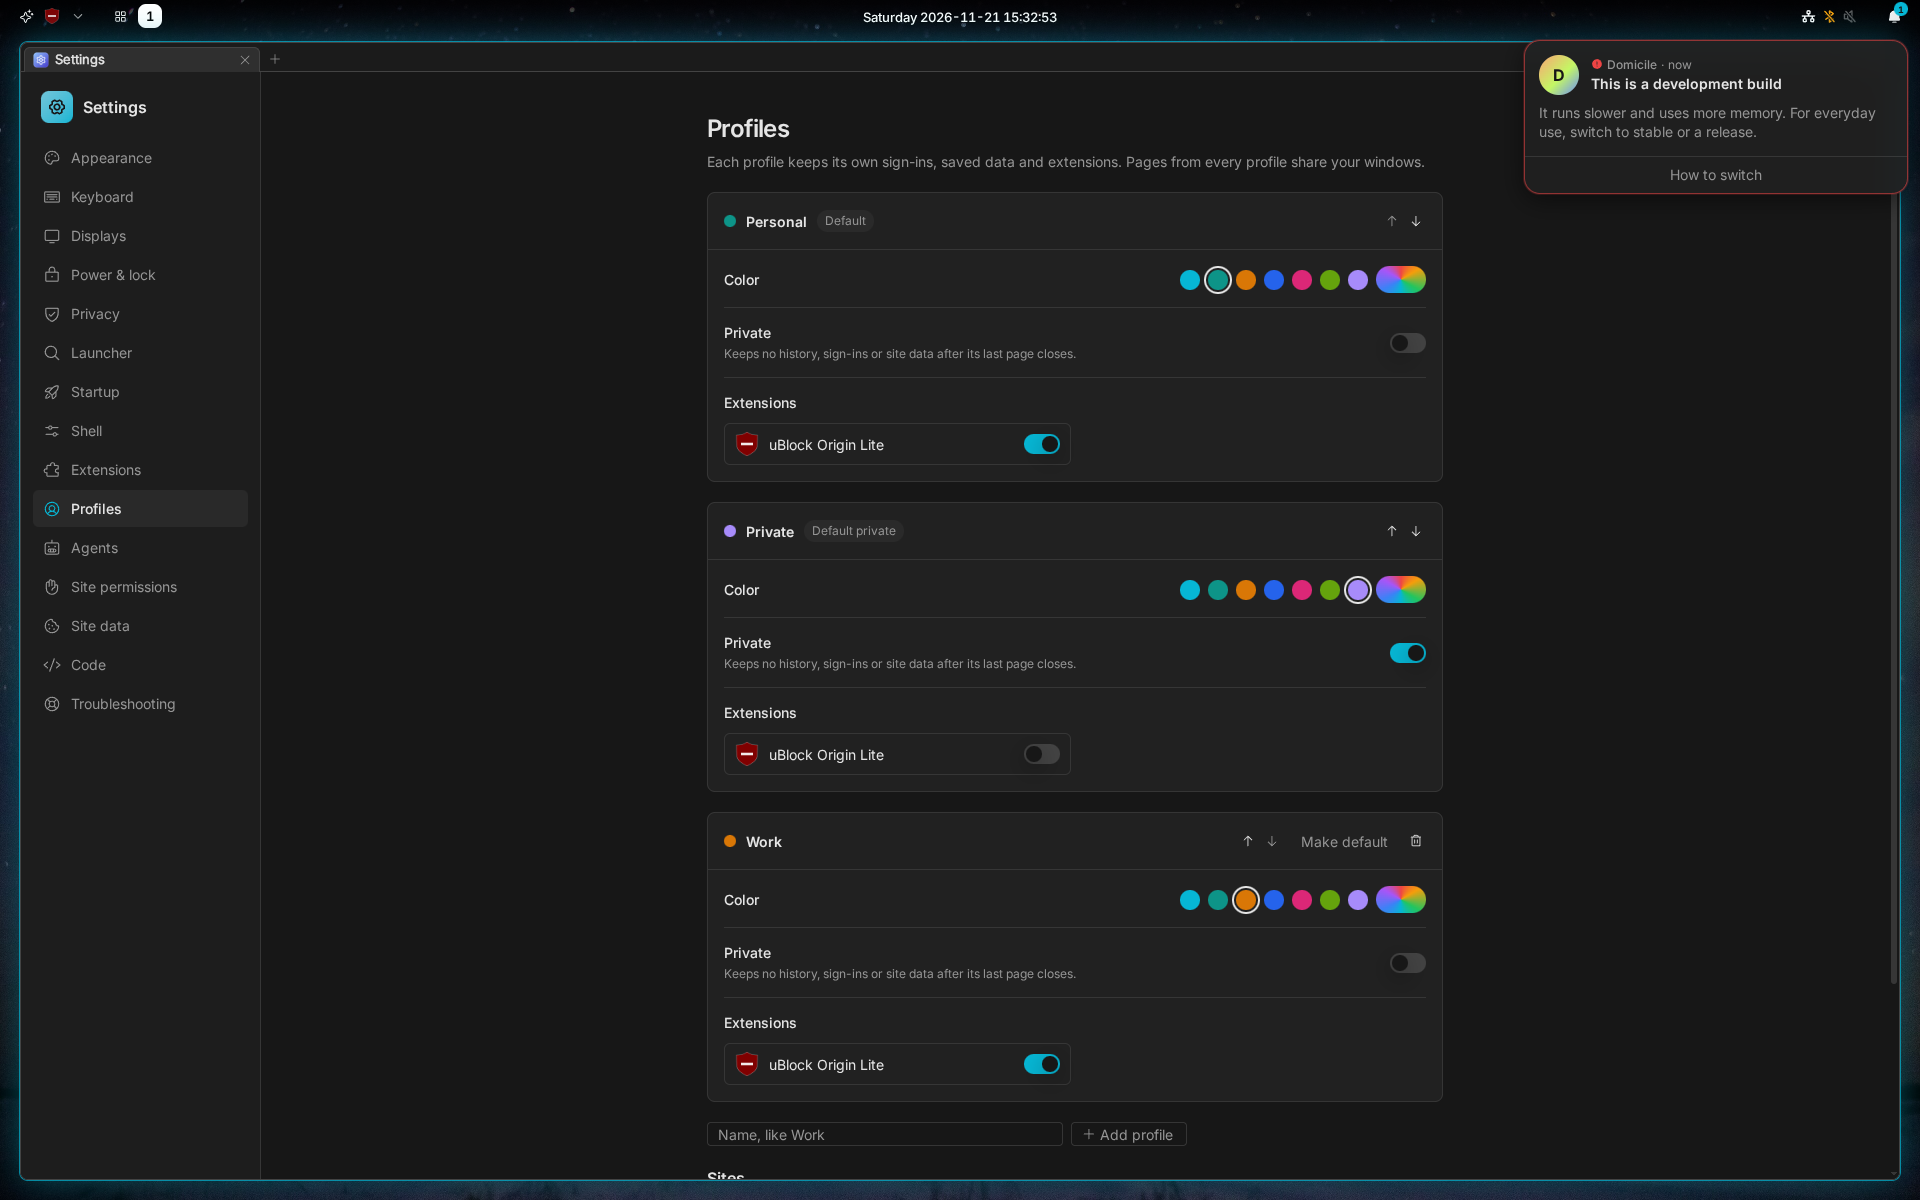 1
Saturday 2026-11-21 15:32:53
1
Settings
D
Domicile · now
This is a development build
It runs slower and uses more memory. For everyday
use, switch to stable or a release.
How to switch
Settings
Appearance
Keyboard
Displays
Power & lock
Privacy
Launcher
Startup
Shell
Extensions
Profiles
Agents
Site permissions
Site data
Code
Troubleshooting
Profiles
Each profile keeps its own sign-ins, saved data and extensions. Pages from every profile share your windows.
Personal Default
Color
Private
Keeps no history, sign-ins or site data after its last page closes.
Extensions
uBlock Origin Lite
Private Default private
Color
Private
Keeps no history, sign-ins or site data after its last page closes.
Extensions
uBlock Origin Lite
Work Make default
Color
Private
Keeps no history, sign-ins or site data after its last page closes.
Extensions
uBlock Origin Lite
Name, like Work
Add profile
Sites